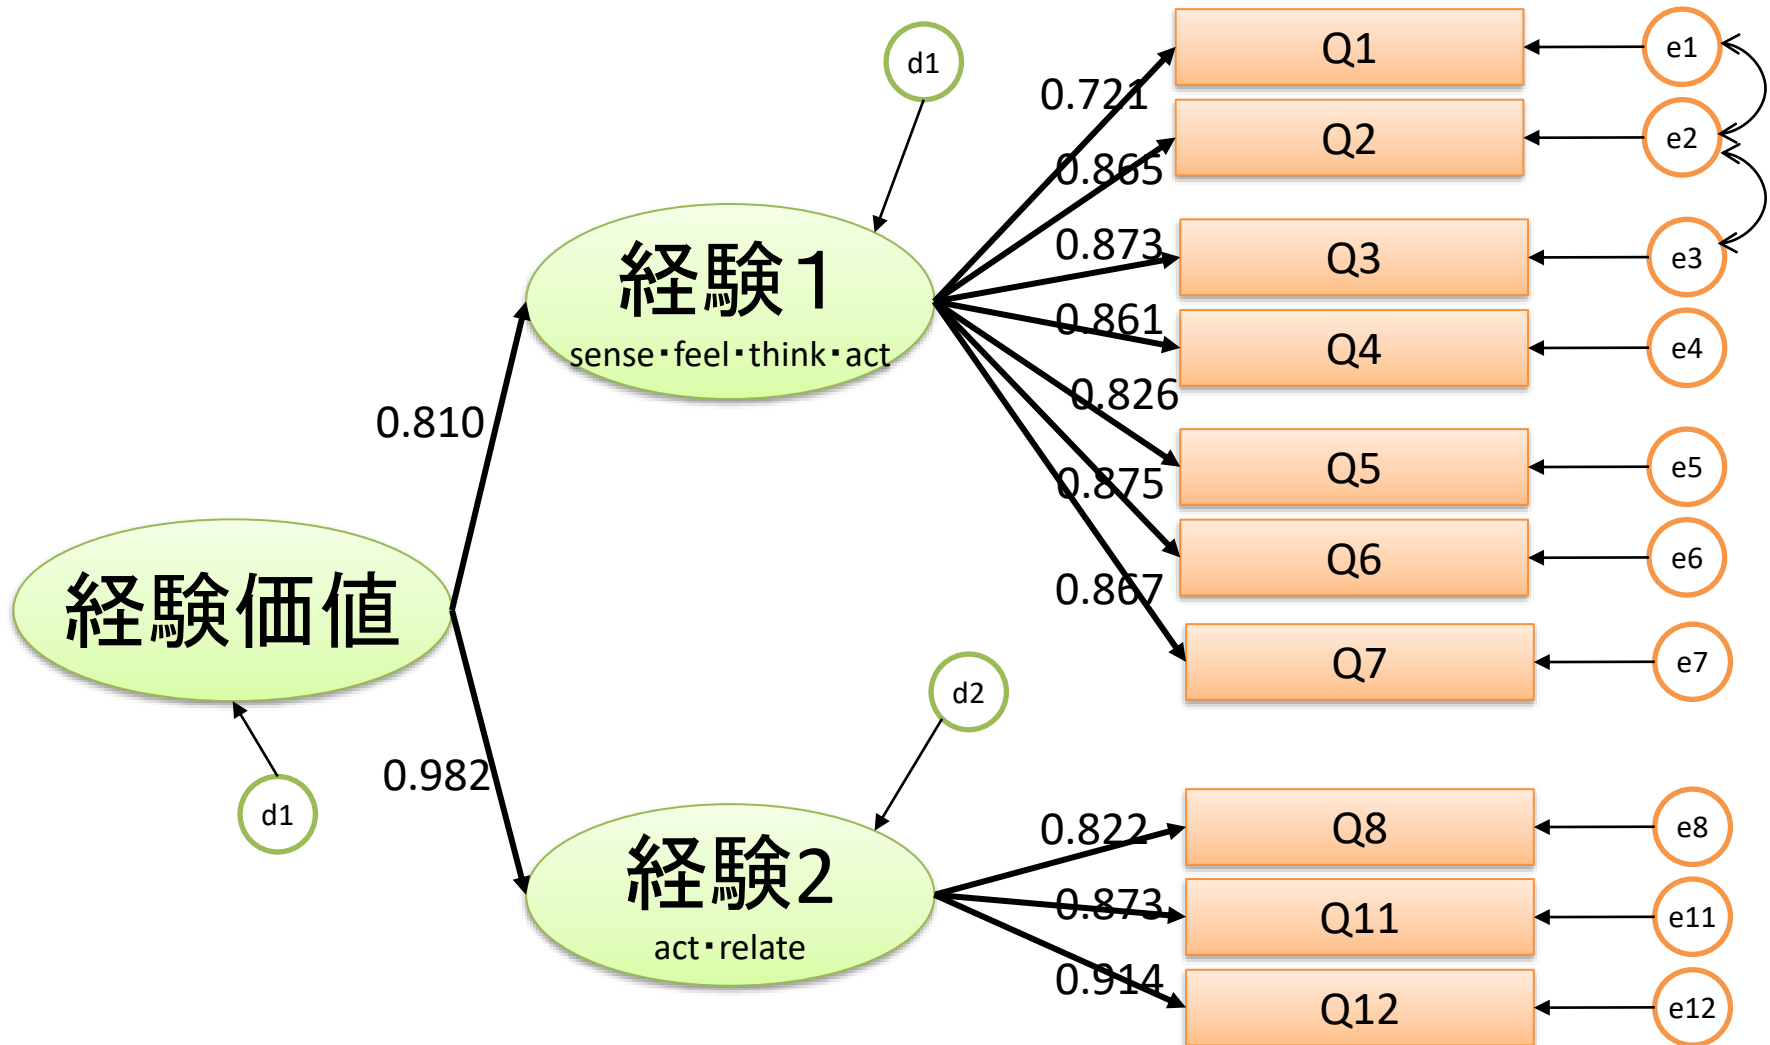 d1
0.721
Q1
e1
0.865
Q2
e2
経験1
sense・feel・think・act
0.873
Q3
e3
0.861
Q4
e4
0.826
Q5
e5
0.875
Q6
e6
0.867
Q7
e7
0.810
経験価値
d1
0.982
d2
経験2
act・relate
0.822
Q8
e8
0.873
Q11
e11
0.914
Q12
e12